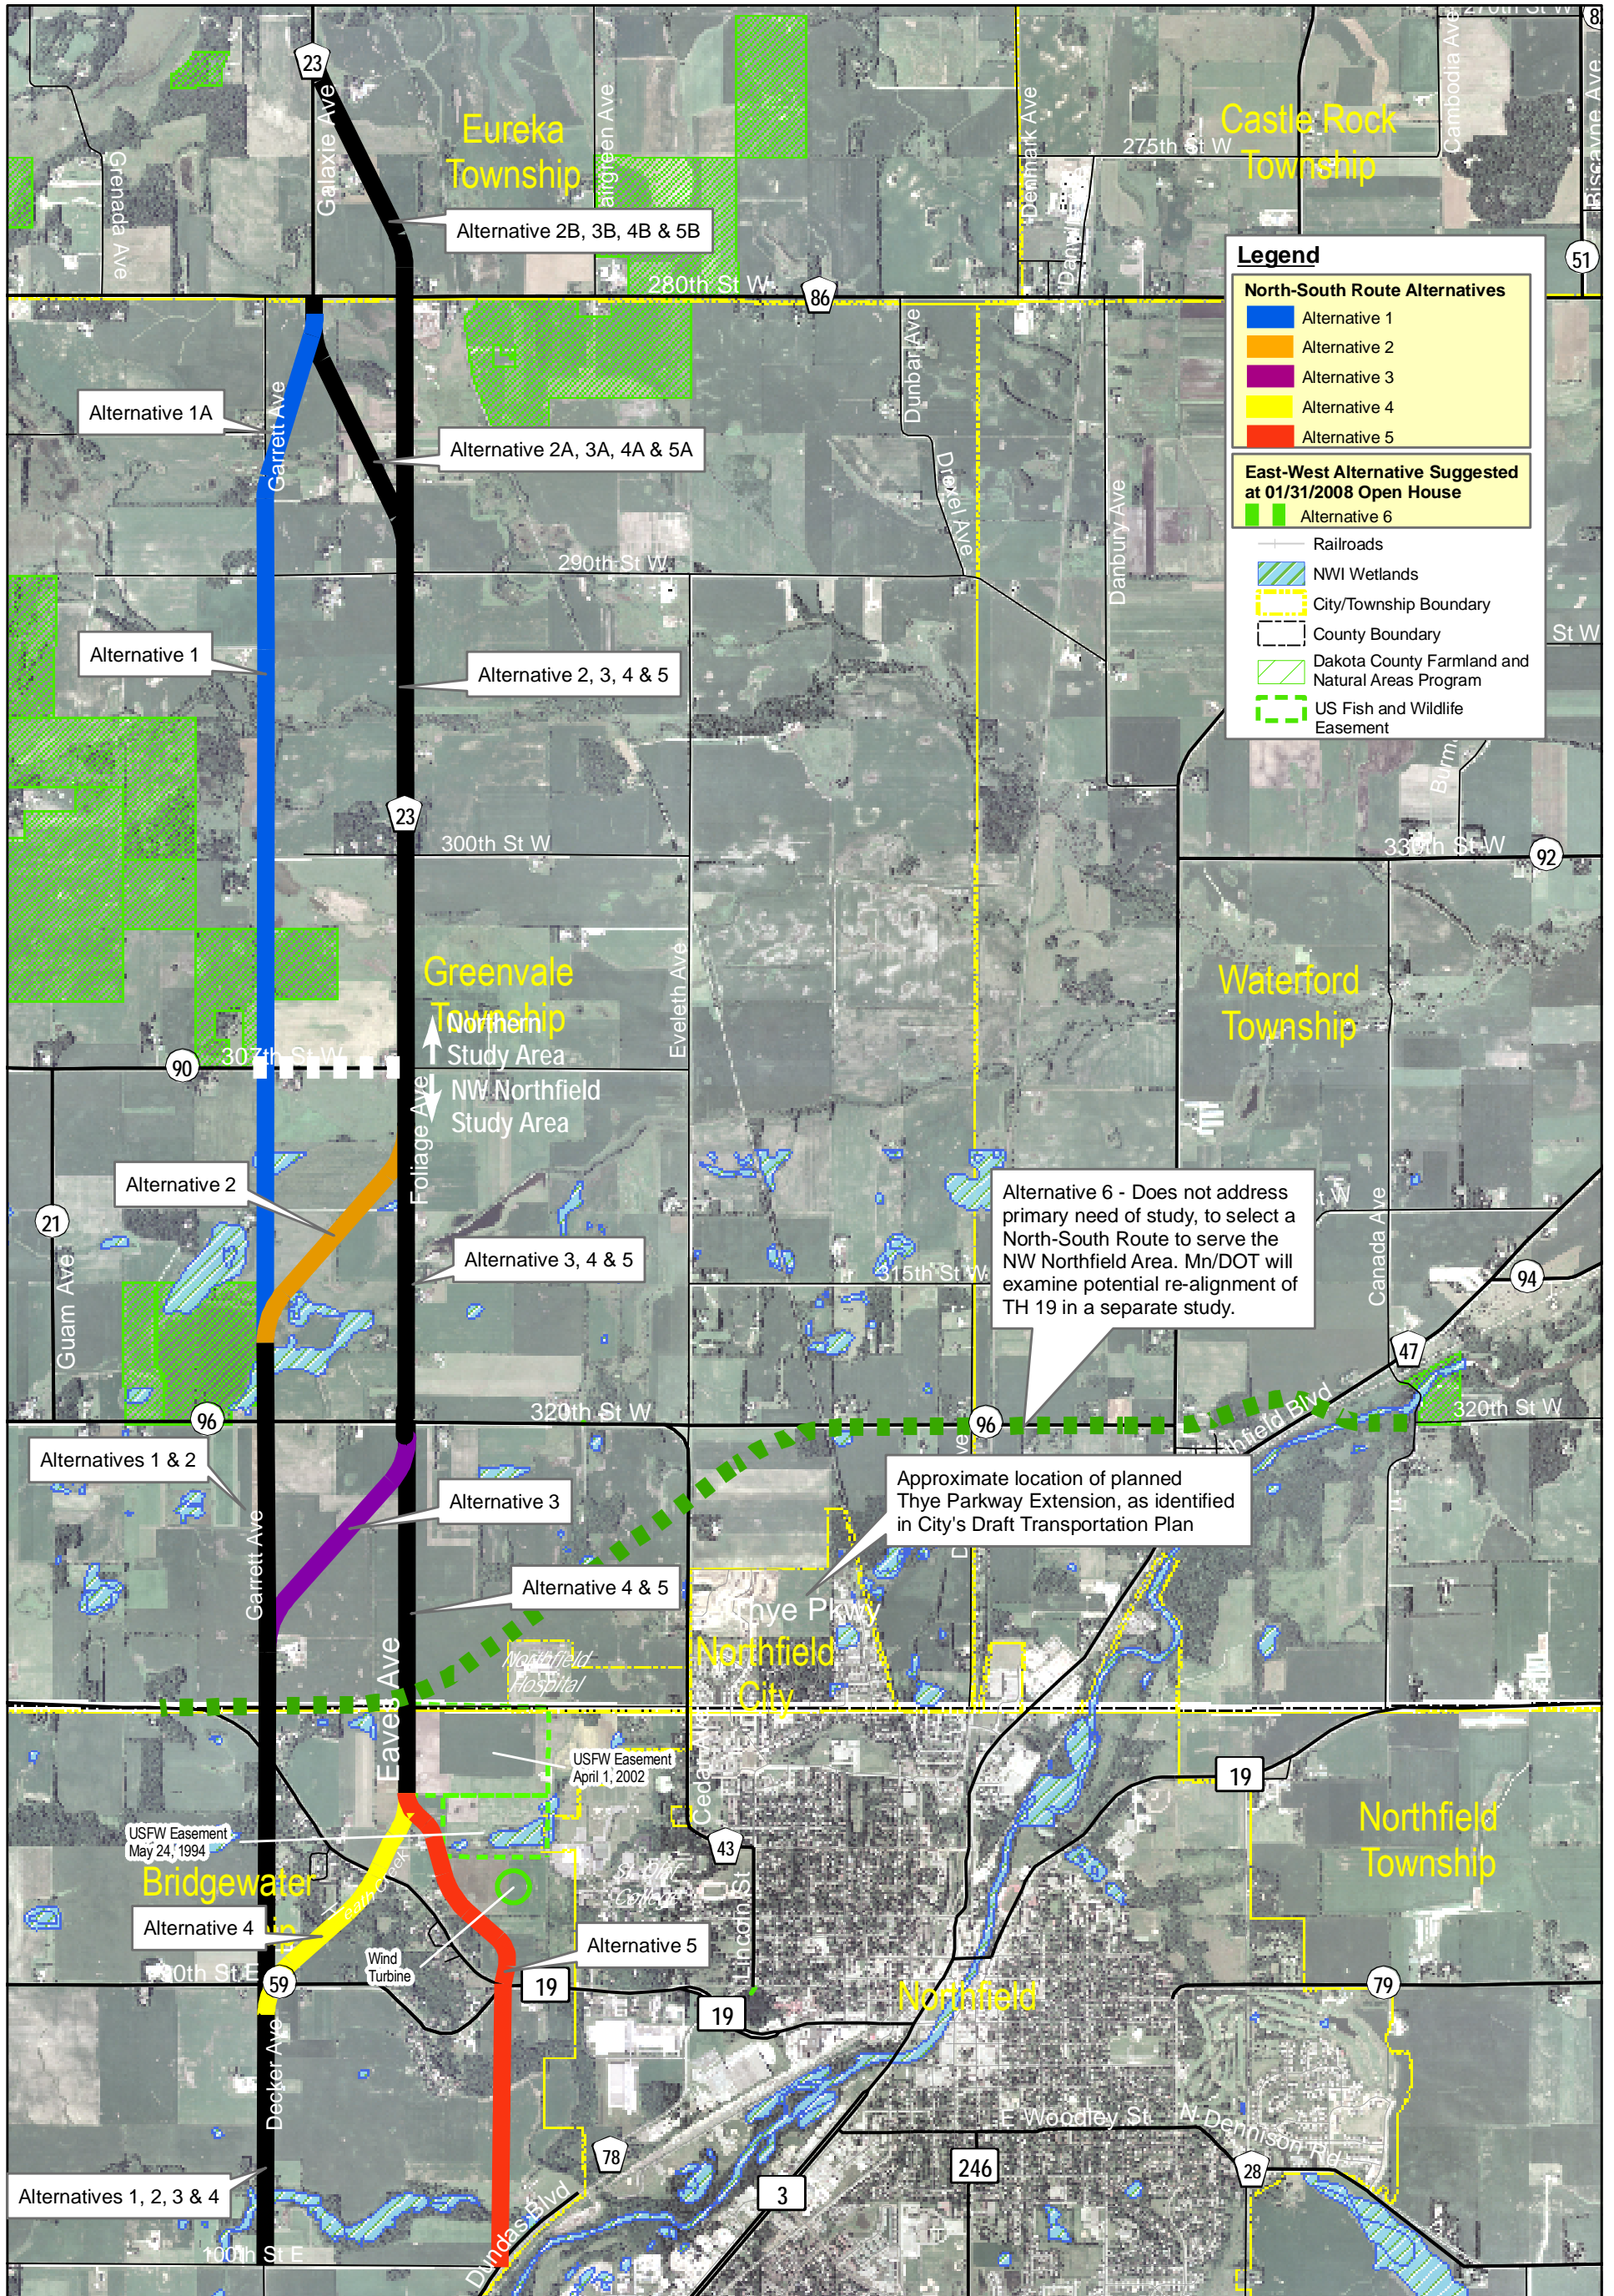 270th St W
23
Galaxie Ave
Grenada Ave
Eureka
Township
Denmark Ave
Castle Rock
Township
275th St W
Cambodia Ave
Biscayne Ave
51
Alternative 2B, 3B, 4B & 5B
280th St W
86
Legend
North-South Route Alternatives
Alternative 1
Alternative 2
Alternative 3
Alternative 4
Alternative 5
East-West Alternative Suggested
at 01/31/2008 Open House
Alternative 6
Railroads
NWI Wetlands
City/Township Boundary
County Boundary
Dakota County Farmland and
Natural Areas Program
US Fish and Wildlife
Easement
Alternative 1A
Garrett Ave
Alternative 2A, 3A, 4A & 5A
Dunbar Ave
Drexel Ave
Danbury Ave
290th St W
St W
Alternative 1
Alternative 2, 3, 4 & 5
23
300th St W
92
Greenvale
Township
Eveleth Ave
Waterford
Township
Northern
Study Area
307th St W
90
NW Northfield
Study Area
Foliage Ave
Alternative 2
21
Guam Ave
Alternative 3, 4 & 5
315th St W
Alternative 6 - Does not address
primary need of study, to select a
North-South Route to serve the
NW Northfield Area. Mn/DOT will
examine potential re-alignment of
TH 19 in a separate study.
Canada Ave
94
47
96
320th St W
96
320th St W
Alternatives 1 & 2
Garrett Ave
Alternative 3
Approximate location of planned
Thye Parkway Extension, as identified
in City's Draft Transportation Plan
Alternative 4 & 5
Thye Pkwy
Northfield
Hospital
Northfield
City
Eaves Ave
USFW Easement
April 1, 2002
19
USFW Easement
May 24, 1994
43
St. Olaf
College
Northfield
Township
Bridgewater
Alternative 4
Lincoln St
Wind
Turbine
Alternative 5
59
19
19
Northfield
79
Decker Ave
E Woodley St
N Dennison Rd
78
246
28
3
Alternatives 1, 2, 3 & 4
100th St E
Dundas Blvd